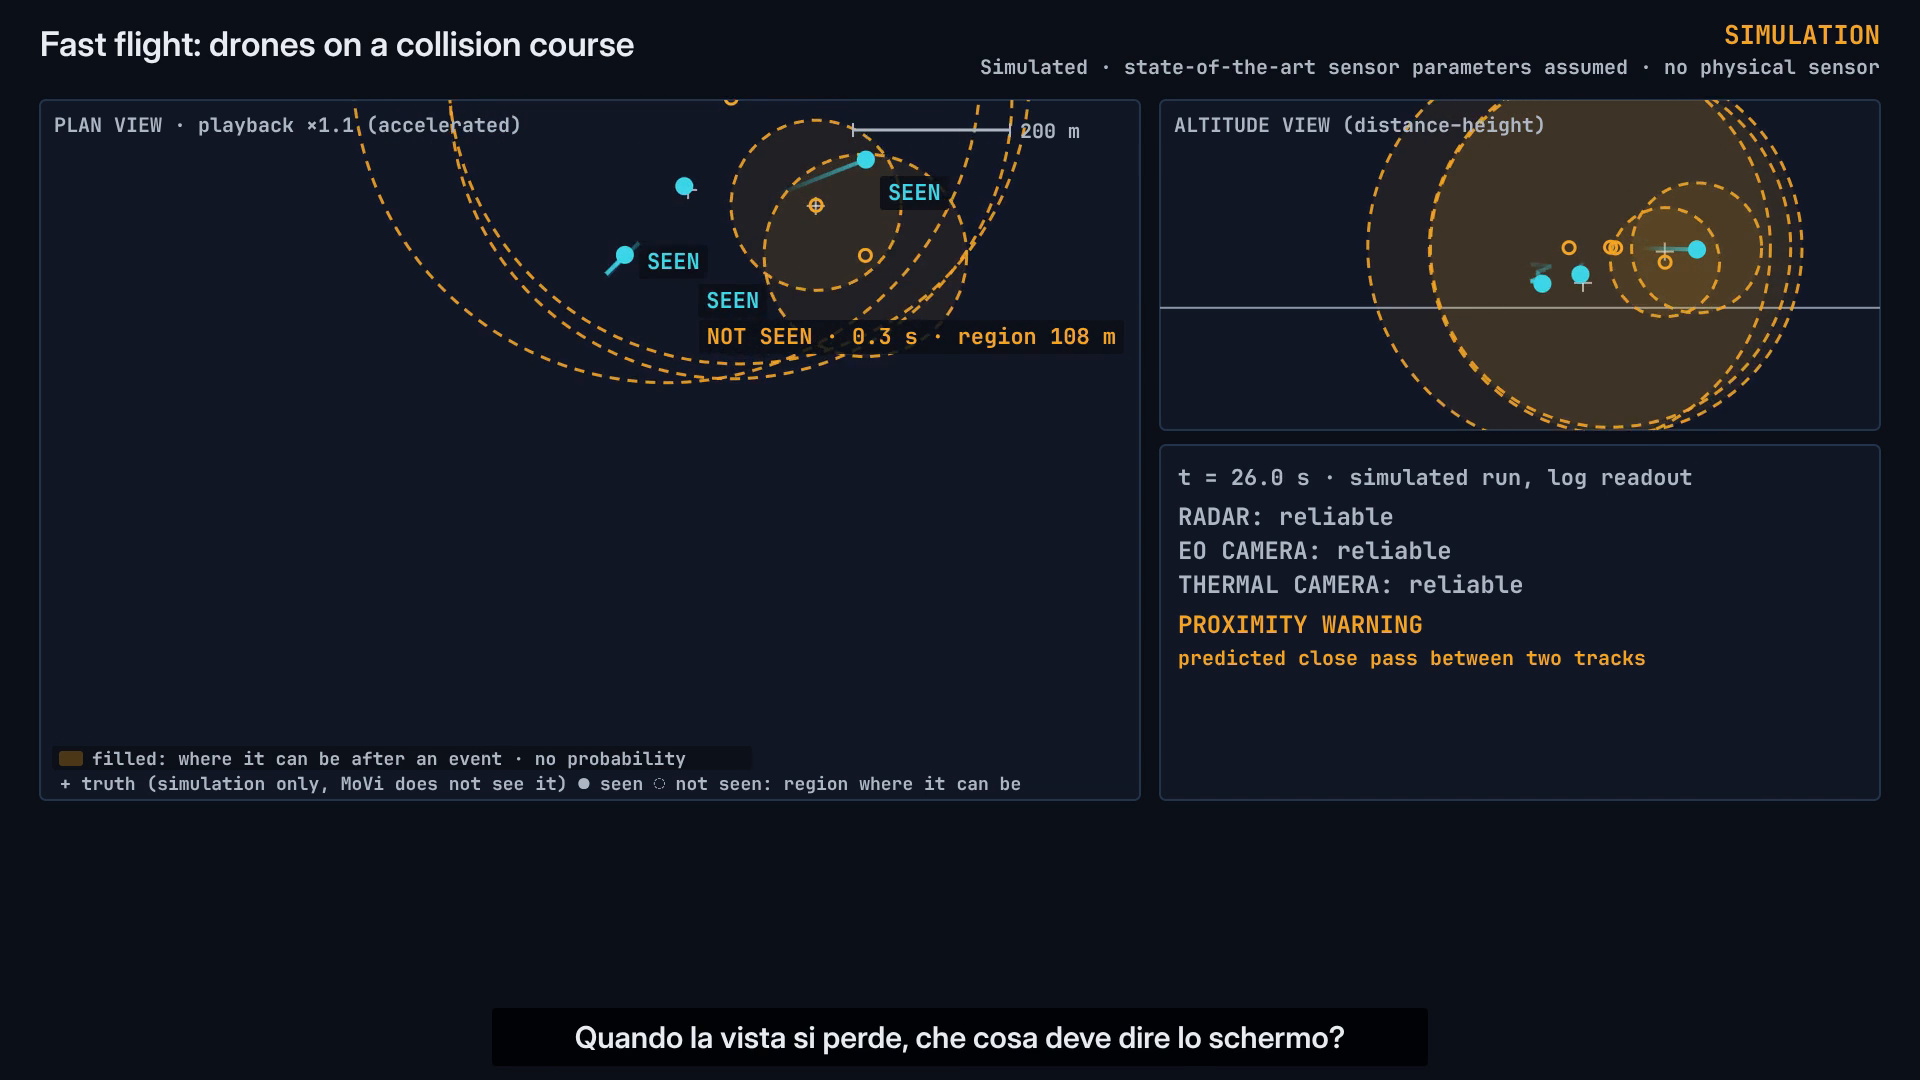 Fast flight: drones on a collision course
SIMULATION
Simulated · state-of-the-art sensor parameters assumed · no physical sensor
PLAN VIEW · playback ×1.1 (accelerated)
200 m
SEEN
SEEN
SEEN
NOT SEEN · 0.3 s · region 108 m
filled: where it can be after an event · no probability
+ truth (simulation only, MoVi does not see it) ● seen ◌ not seen: region where it can be
ALTITUDE VIEW (distance-height)
t = 26.0 s · simulated run, log readout
RADAR: reliable
EO CAMERA: reliable
THERMAL CAMERA: reliable
PROXIMITY WARNING
predicted close pass between two tracks
Quando la vista si perde, che cosa deve dire lo schermo?